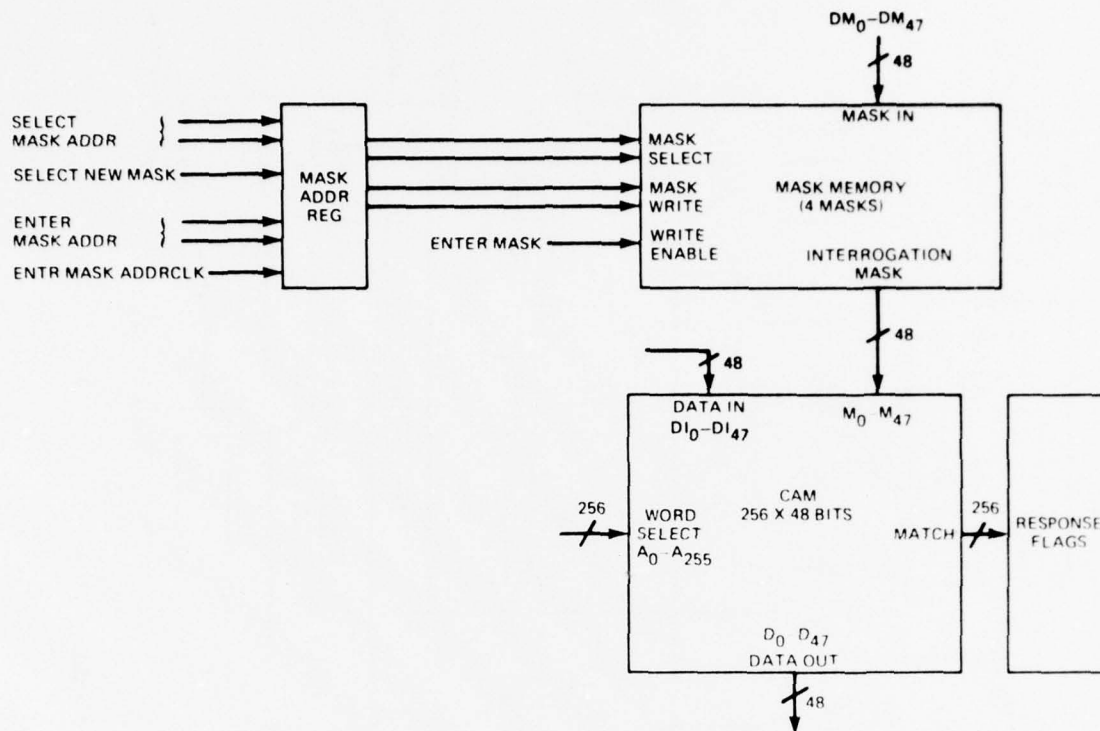 DM0–DM47
48
MASK IN
SELECT
MASK ADDR
SELECT NEW MASK
ENTER
MASK ADDR
ENTR MASK ADDRCLK
MASK
ADDR
REG
MASK
SELECT
MASK
WRITE
ENTER MASK
WRITE
ENABLE
MASK MEMORY
(4 MASKS)
INTERROGATION
MASK
48
48
DATA IN
DI0–DI47
M0–M47
256
WORD
SELECT
A0–A255
CAM
256 X 48 BITS
MATCH
256
RESPONSE
FLAGS
D0–D47
DATA OUT
48